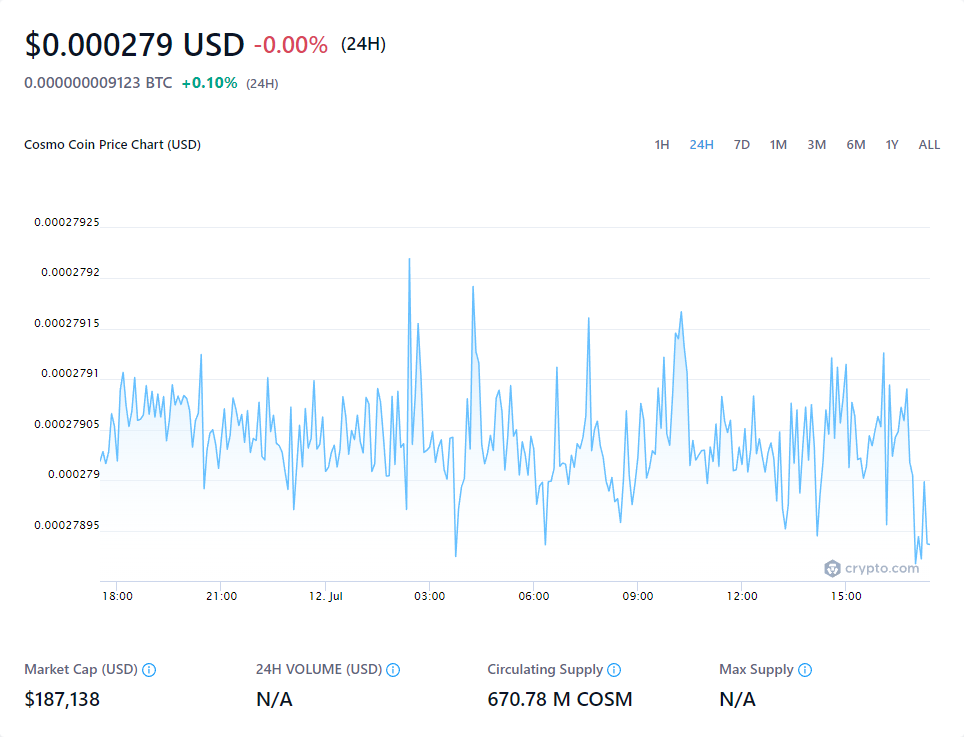 $0.000279 USD -0.00% (24H)
0.000000009123 BTC +0.10% (24H)
Cosmo Coin Price Chart (USD) 1H 24H 7D 1M 3M 6M 1Y ALL
0.00027925
0.0002792
0.00027915
0.0002791
0.00027905
0.000279
0.00027895
crypto.com
18:00 21:00 12. Jul 03:00 06:00 09:00 12:00 15:00
Market Cap (USD) 24H VOLUME (USD) Circulating Supply Max Supply
$187,138 N/A 670.78 M COSM N/A